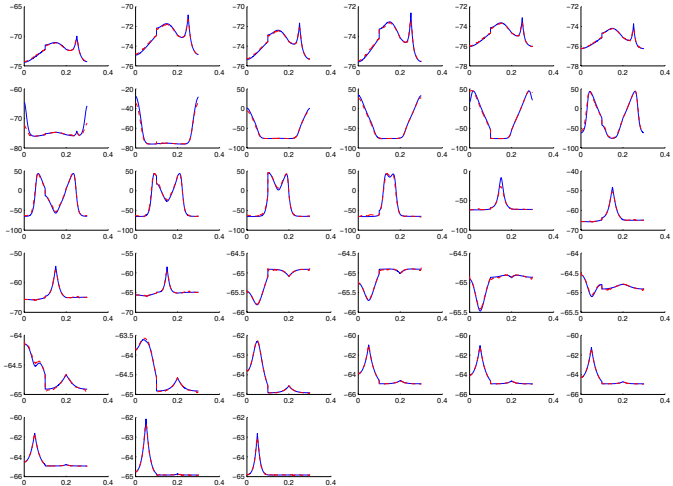 −65 −70 −70 −72 −72 −72
−72 −72 −74 −74 −74
−70 −74 −74 −76 −76 −76
−75 −76 −76 −76 −78 −78
0 0.2 0.4 0 0.2 0.4 0 0.2 0.4 0 0.2 0.4 0 0.2 0.4 0 0.2 0.4
−60 −20 50 50 50 50
−40 0 0 0 0
−70 −60 −50 −50 −50 −50
−80 −80 −100 −100 −100 −100
0 0.2 0.4 0 0.2 0.4 0 0.2 0.4 0 0.2 0.4 0 0.2 0.4 0 0.2 0.4
50 50 50 50 0 −40
0 0 0 0 −50
−50 −50 −50 −50 −50 −60
−100 −100 −100 −100 −100 −70
0 0.2 0.4 0 0.2 0.4 0 0.2 0.4 0 0.2 0.4 0 0.2 0.4 0 0.2 0.4
−50 −50 −64.5 −64.5 −64.5 −64.5
−60 −60 −65 −65 −65 −65
−65.5 −65.5 −65.5 −65.5
−70 −70 −66 −66 −65.5 −66
0 0.2 0.4 0 0.2 0.4 0 0.2 0.4 0 0.2 0.4 0 0.2 0.4 0 0.2 0.4
−64 −63.5 −62 −60 −60 −60
−64 −63 −62 −62 −62
−64.5 −64.5 −64 −64 −64 −64
−65 −65 −65 −66 −66 −66
0 0.2 0.4 0 0.2 0.4 0 0.2 0.4 0 0.2 0.4 0 0.2 0.4 0 0.2 0.4
−60 −62 −62
−62 −63 −63
−64 −64 −64
−66 −65 −65
0 0.2 0.4 0 0.2 0.4 0 0.2 0.4